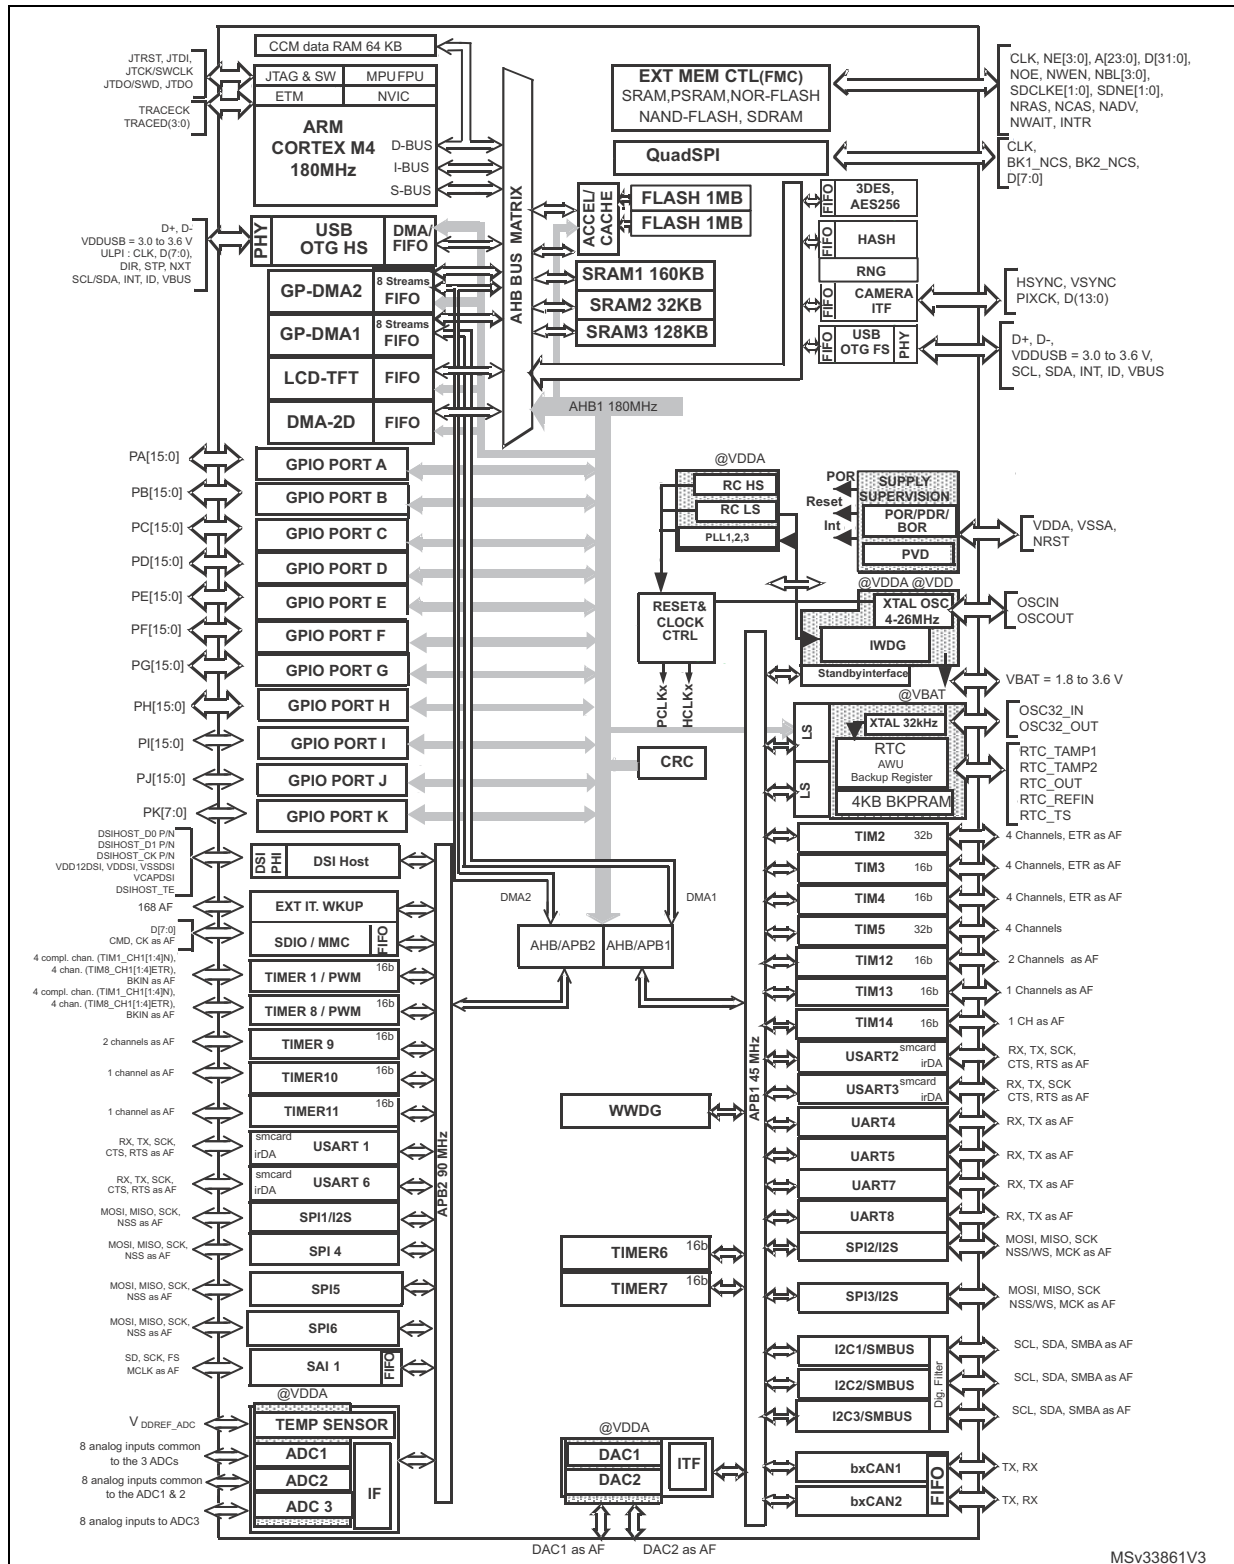 CCM data RAM 64 KB
JTRST, JTDI,
JTCK/SWCLK
JTDO/SWD, JTDO
TRACECK
TRACED(3:0)
JTAG & SW
MPU
FPU
ETM
NVIC
ARM
CORTEX M4
180MHz
D-BUS
I-BUS
S-BUS
D+, D-
VDDUSB = 3.0 to 3.6 V
ULPI : CLK, D(7:0),
DIR, STP, NXT
SCL/SDA, INT, ID, VBUS
PHY
USB
OTG HS
DMA/
FIFO
GP-DMA2
8 Streams
FIFO
GP-DMA1
8 Streams
FIFO
LCD-TFT
FIFO
DMA-2D
FIFO
AHB BUS MATRIX
EXT MEM CTL(FMC)
SRAM,PSRAM,NOR-FLASH
NAND-FLASH, SDRAM
CLK, NE[3:0], A[23:0], D[31:0],
NOE, NWEN, NBL[3:0],
SDCLKE[1:0], SDNE[1:0],
NRAS, NCAS, NADV,
NWAIT, INTR
QuadSPI
CLK,
BK1_NCS, BK2_NCS,
D[7:0]
ACCEL/
CACHE
FLASH 1MB
FLASH 1MB
SRAM1 160KB
SRAM2 32KB
SRAM3 128KB
FIFO
3DES,
AES256
FIFO
HASH
RNG
FIFO
CAMERA
ITF
HSYNC, VSYNC
PIXCK, D(13:0)
FIFO
USB
OTG FS
PHY
D+, D-,
VDDUSB = 3.0 to 3.6 V,
SCL, SDA, INT, ID, VBUS
AHB1 180MHz
PA[15:0]
GPIO PORT A
PB[15:0]
GPIO PORT B
PC[15:0]
GPIO PORT C
PD[15:0]
GPIO PORT D
PE[15:0]
GPIO PORT E
PF[15:0]
GPIO PORT F
PG[15:0]
GPIO PORT G
PH[15:0]
GPIO PORT H
PI[15:0]
GPIO PORT I
PJ[15:0]
GPIO PORT J
PK[7:0]
GPIO PORT K
@VDDA
RC HS
RC LS
PLL1,2,3
POR
Reset
Int
SUPPLY
SUPERVISION
POR/PDR/
BOR
PVD
VDDA, VSSA,
NRST
RESET&
CLOCK
CTRL
PCLKx
HCLKx
@VDDA @VDD
XTAL OSC
4-26MHz
OSCIN
OSCOUT
IWDG
Standbyinterface
VBAT = 1.8 to 3.6 V
@VBAT
LS
XTAL 32kHz
OSC32_IN
OSC32_OUT
RTC
AWU
Backup Register
LS
4KB BKPRAM
RTC_TAMP1
RTC_TAMP2
RTC_OUT
RTC_REFIN
RTC_TS
CRC
DSIHOST_D0 P/N
DSIHOST_D1 P/N
DSIHOST_CK P/N
VDD12DSI, VDDSI, VSSDSI
VCAPDSI
DSIHOST_TE
DSI
PHI
DSI Host
168 AF
EXT IT. WKUP
D[7:0]
CMD, CK as AF
SDIO / MMC
FIFO
4 compl. chan. (TIM1_CH1[1:4]N),
4 chan. (TIM8_CH1[1:4]ETR),
BKIN as AF
TIMER 1 / PWM
16b
4 compl. chan. (TIM1_CH1[1:4]N),
4 chan. (TIM8_CH1[1:4]ETR),
BKIN as AF
TIMER 8 / PWM
16b
2 channels as AF
TIMER 9
16b
1 channel as AF
TIMER10
16b
1 channel as AF
TIMER11
16b
RX, TX, SCK,
CTS, RTS as AF
smcard
irDA
USART 1
RX, TX, SCK,
CTS, RTS as AF
smcard
irDA
USART 6
MOSI, MISO, SCK,
NSS as AF
SPI1/I2S
MOSI, MISO, SCK,
NSS as AF
SPI 4
MOSI, MISO, SCK,
NSS as AF
SPI5
MOSI, MISO, SCK,
NSS as AF
SPI6
SD, SCK, FS
MCLK as AF
SAI 1
FIFO
@VDDA
VDDREF_ADC
TEMP SENSOR
8 analog inputs common
to the 3 ADCs
ADC1
8 analog inputs common
to the ADC1 & 2
ADC2
8 analog inputs to ADC3
ADC 3
IF
APB2 90 MHz
DMA2
DMA1
AHB/APB2
AHB/APB1
WWDG
TIMER6
16b
TIMER7
16b
@VDDA
DAC1
DAC2
ITF
DAC1 as AF
DAC2 as AF
APB1 45 MHz
TIM2
32b
4 Channels, ETR as AF
TIM3
16b
4 Channels, ETR as AF
TIM4
16b
4 Channels, ETR as AF
TIM5
32b
4 Channels
TIM12
16b
2 Channels as AF
TIM13
16b
1 Channels as AF
TIM14
16b
1 CH as AF
USART2
smcard
irDA
RX, TX, SCK,
CTS, RTS as AF
USART3
smcard
irDA
RX, TX, SCK
CTS, RTS as AF
UART4
RX, TX as AF
UART5
RX, TX as AF
UART7
RX, TX as AF
UART8
RX, TX as AF
SPI2/I2S
MOSI, MISO, SCK
NSS/WS, MCK as AF
SPI3/I2S
MOSI, MISO, SCK
NSS/WS, MCK as AF
I2C1/SMBUS
SCL, SDA, SMBA as AF
I2C2/SMBUS
SCL, SDA, SMBA as AF
I2C3/SMBUS
SCL, SDA, SMBA as AF
Dig. Filter
bxCAN1
TX, RX
bxCAN2
TX, RX
FIFO
MSv33861V3